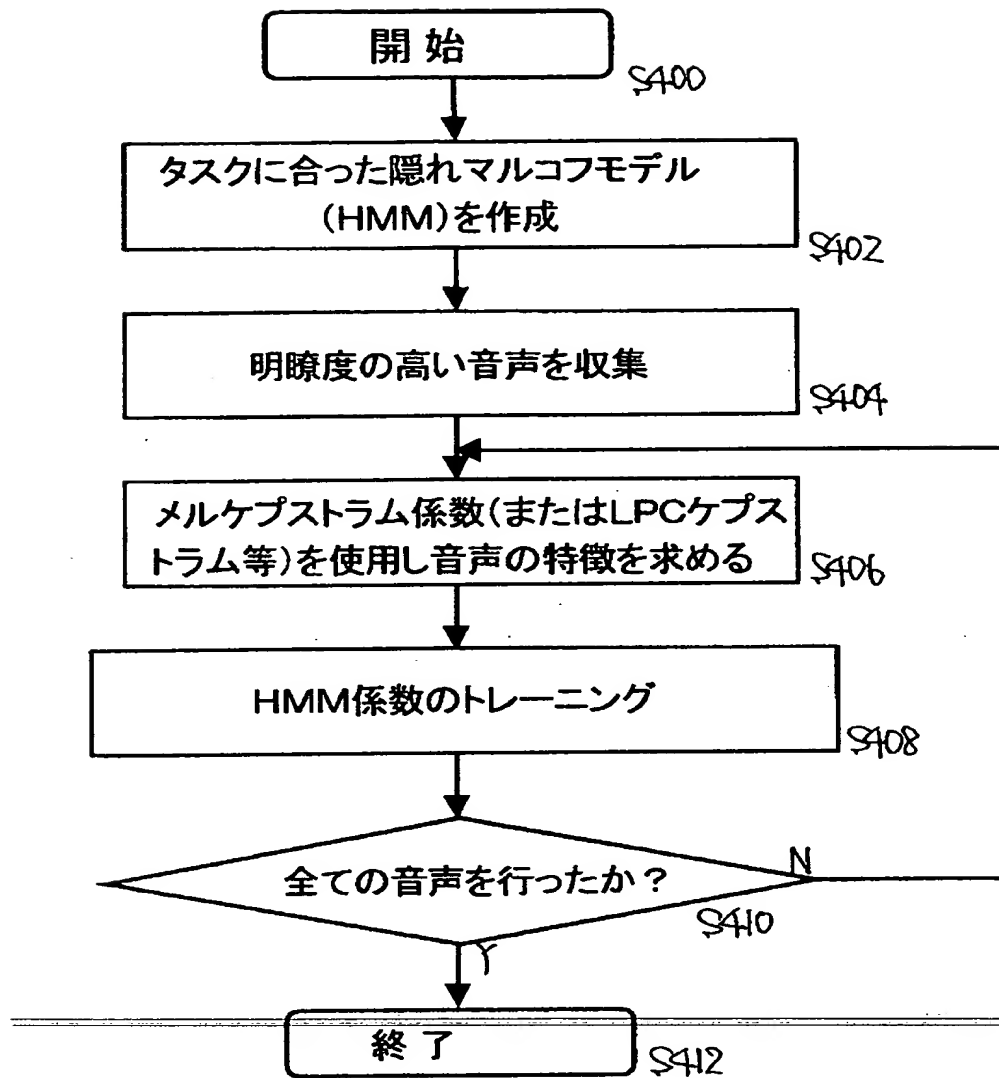 開始
S400
タスクに合った隠れマルコフモデル
(HMM)を作成
S402
明瞭度の高い音声を収集
S404
メルケプストラム係数(またはLPCケプス
トラム等)を使用し音声の特徴を求める
S406
HMM係数のトレーニング
S408
全ての音声を行ったか？
N
S410
Y
終了
S412